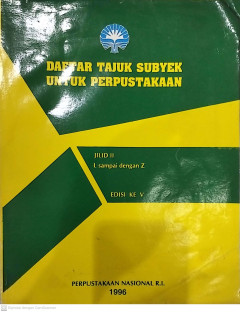 DAFTAR TAJUK SUBYEK
UNTUK PERPUSTAKAAN
JILID II
L sampai dengan Z
EDISI KE V
PERPUSTAKAAN NASIONAL R.I.
1996